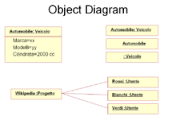 Object Diagram
Automobile:Veicolo
Marca=xx
Modello=yy
Cilindrata=2000 cc
Automobile:Veicolo
Automobile
:Veicolo
Wikipedia:Progetto
Rossi:Utente
Bianchi:Utente
Verdi:Utente